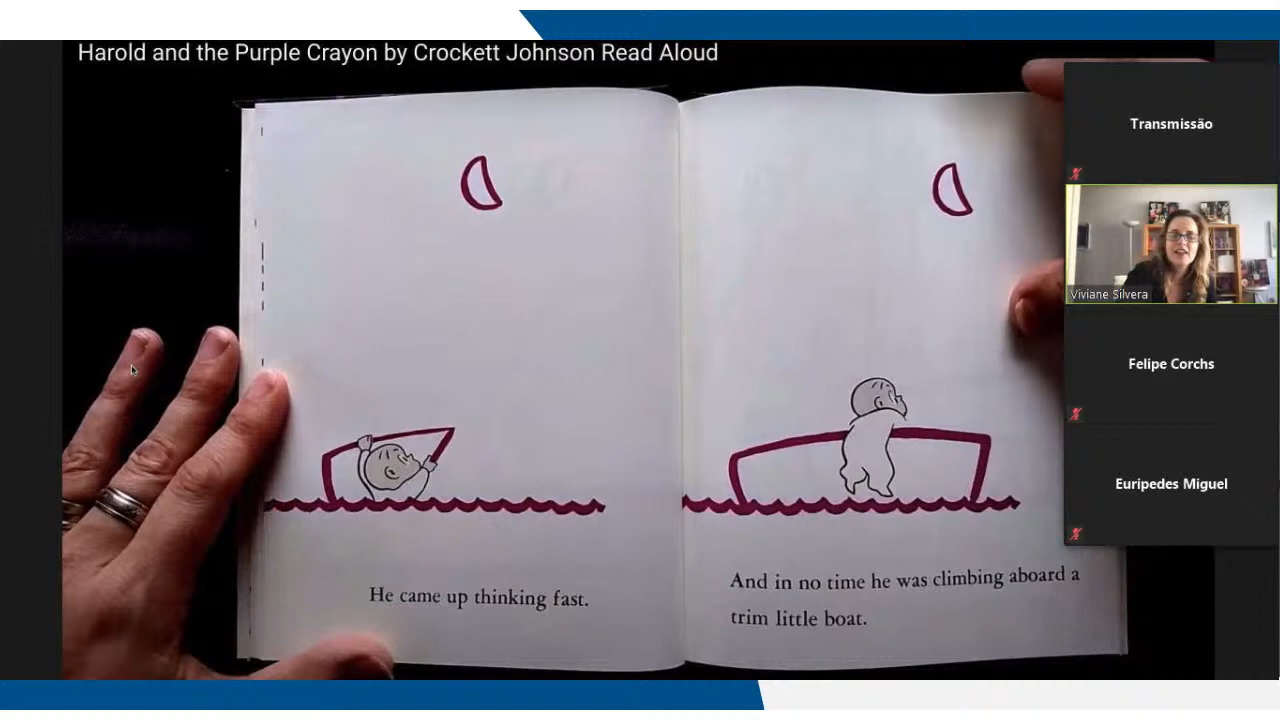 Harold and the Purple Crayon by Crockett Johnson Read Aloud
He came up thinking fast.
And in no time he was climbing aboard a
trim little boat.
Transmissão
Viviane Silvera
Felipe Corchs
Euripedes Miguel